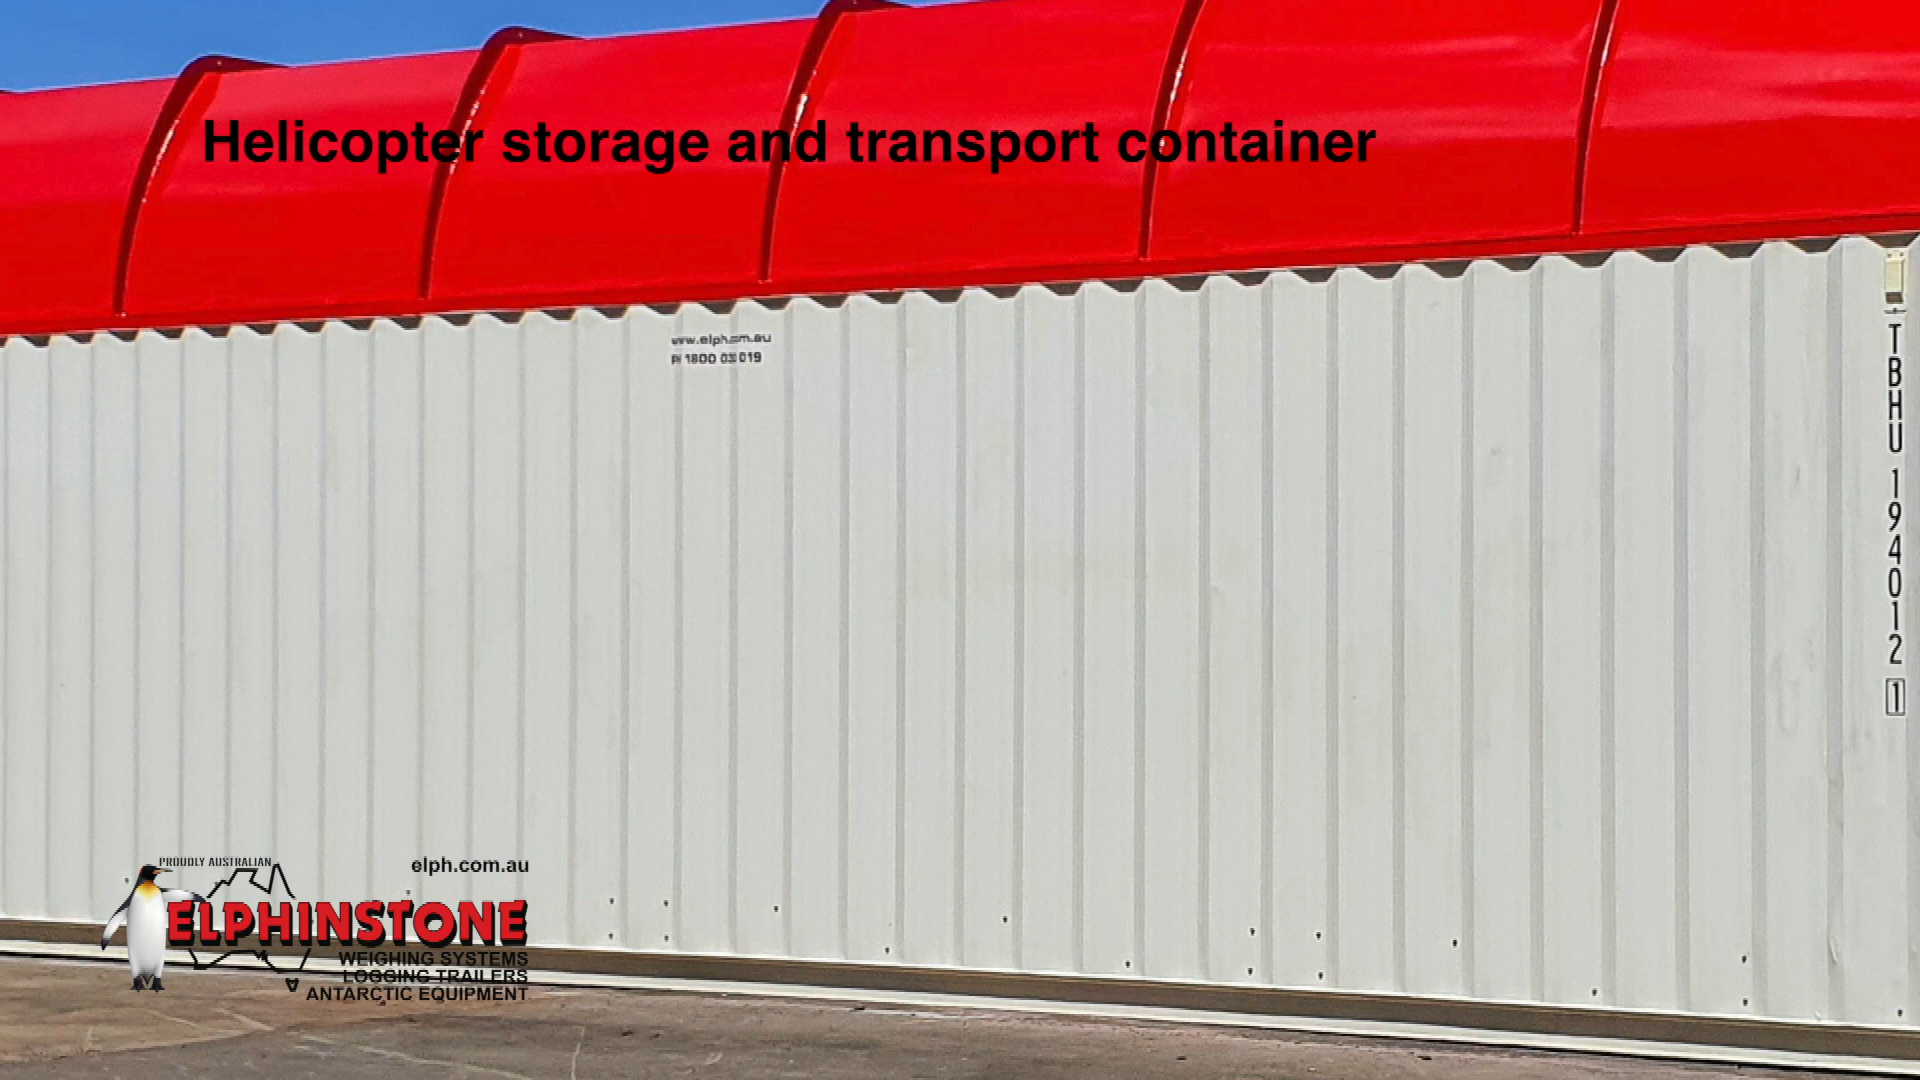 Helicopter storage and transport container
www.elph.com.au
PH 1800 030 019
TBHU 194012 1
PROUDLY AUSTRALIAN
elph.com.au
ELPHINSTONE
WEIGHING SYSTEMS
LOGGING TRAILERS
ANTARCTIC EQUIPMENT